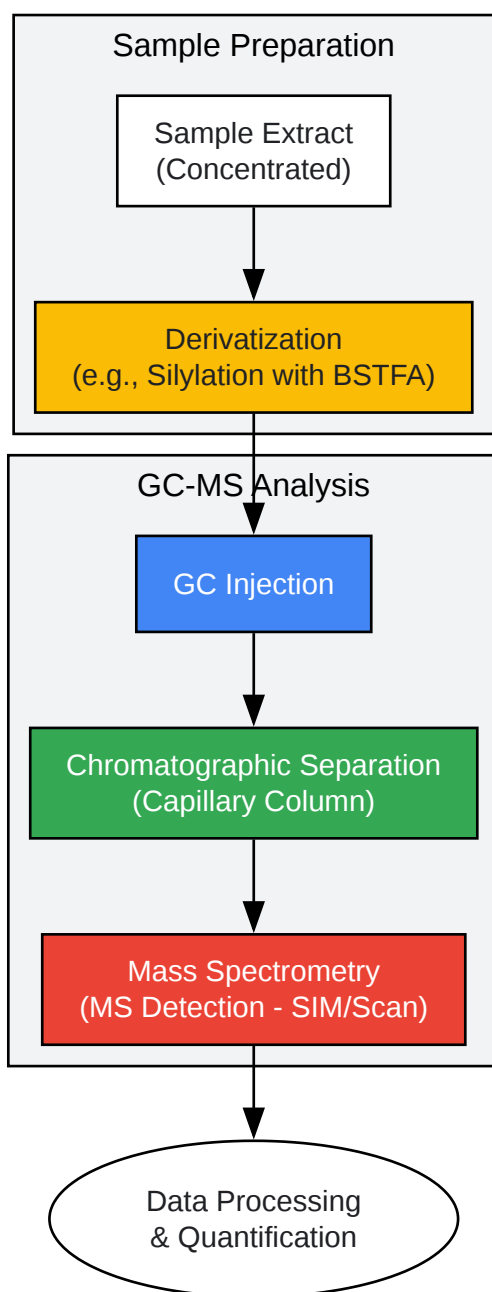 Sample Preparation
Sample Extract
(Concentrated)
Derivatization
(e.g., Silylation with BSTFA)
GC-MS Analysis
GC Injection
Chromatographic Separation
(Capillary Column)
Mass Spectrometry
(MS Detection - SIM/Scan)
Data Processing
& Quantification